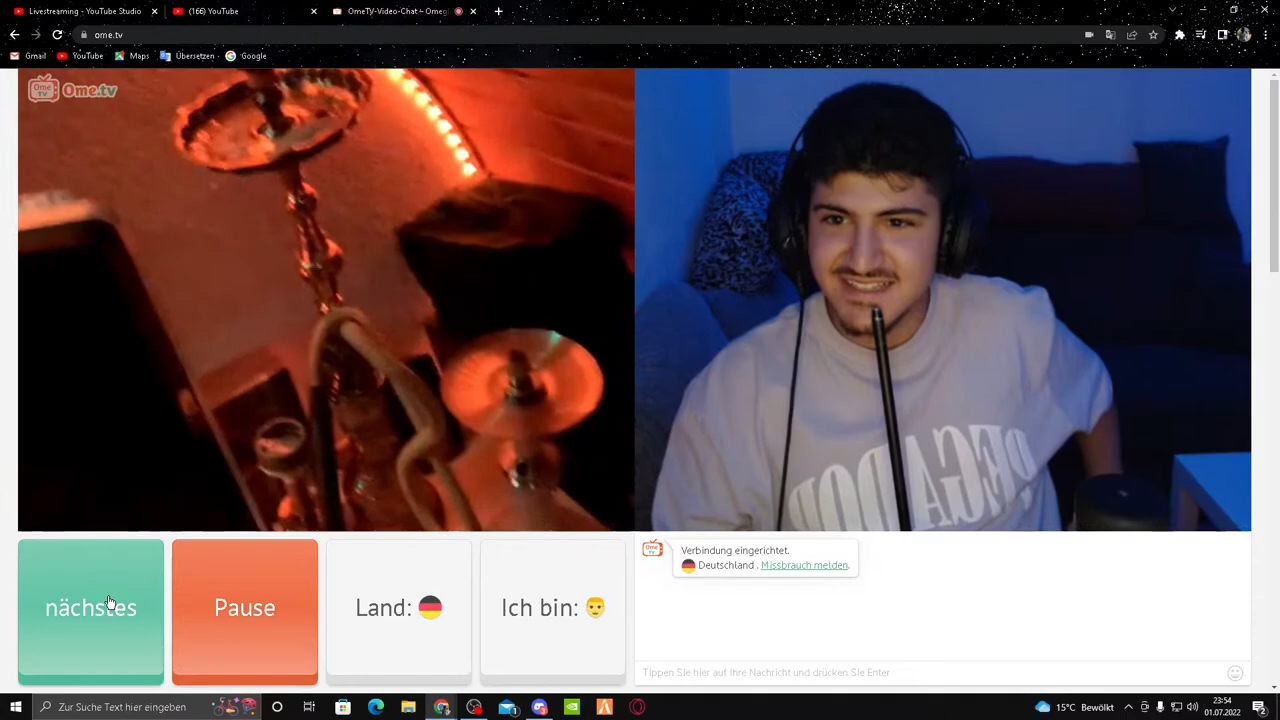 Livestreaming - YouTube Studio
(166) YouTube
OmeTV-Video-Chat – Omeg
ome.tv
Gmail
YouTube
Maps
Übersetzen
Google
Ome.tv
PEGADOR
nächstes
Pause
Land:
Ich bin:
Verbindung eingerichtet.
Deutschland . Missbrauch melden.
Tippen Sie hier auf Ihre Nachricht und drücken Sie Enter
Zur Suche Text hier eingeben
15°C Bewölkt
23:54
01.07.2022